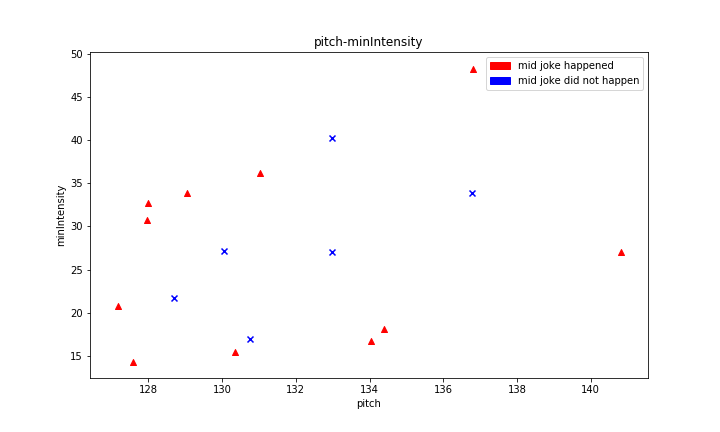 pitch-minIntensity
mid joke happened
mid joke did not happen
50
45
40
35
30
25
20
15
minIntensity
128 130 132 134 136 138 140
pitch